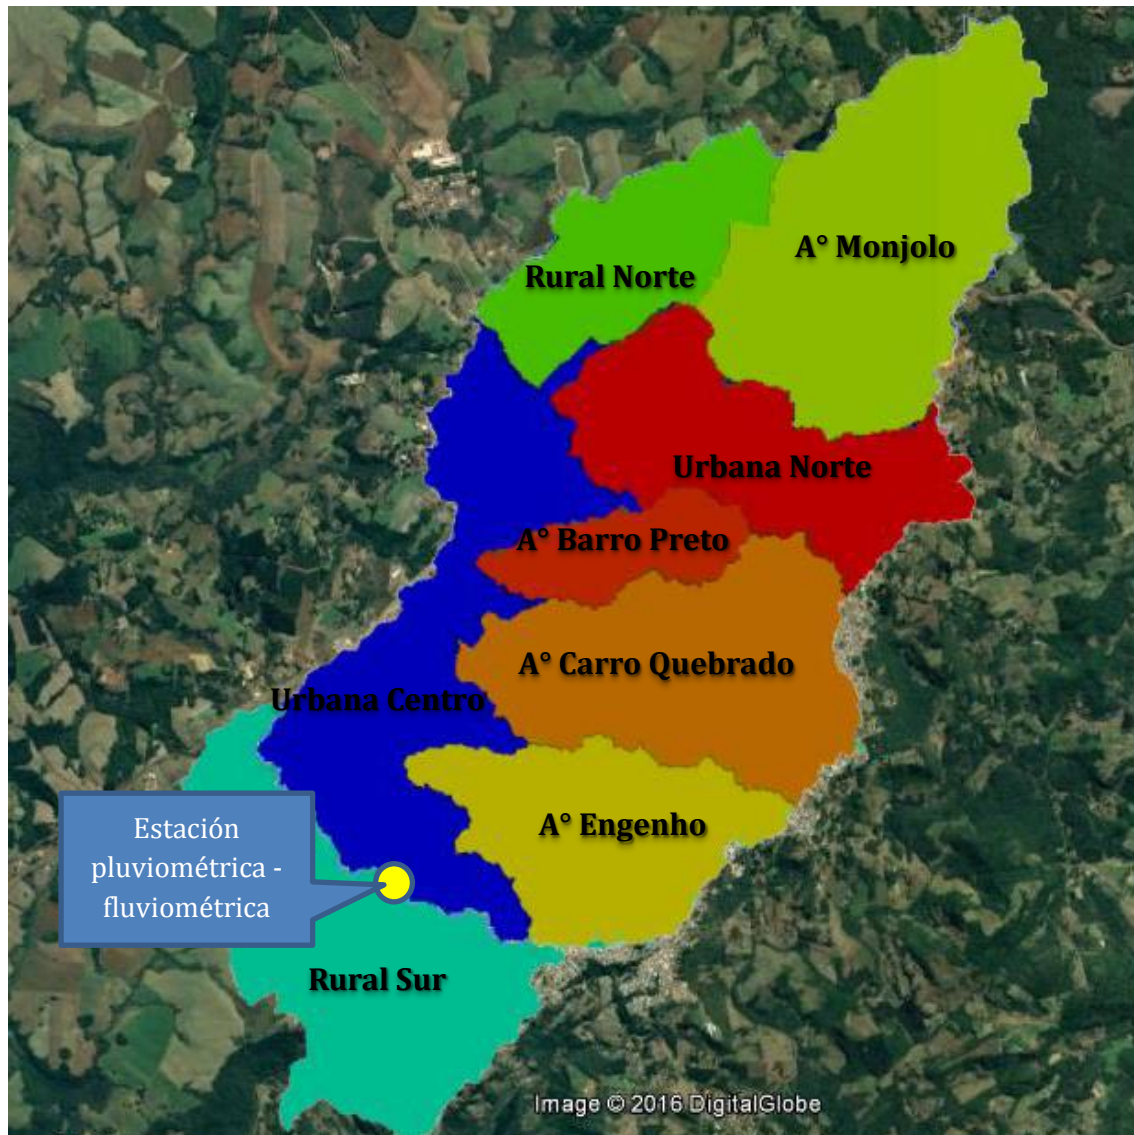 A° Monjolo
Rural Norte
Urbana Norte
A° Barro Preto
A° Carro Quebrado
Urbana Centro
A° Engenho
Estación
pluviométrica -
fluviométrica
Rural Sur
Image © 2016 DigitalGlobe